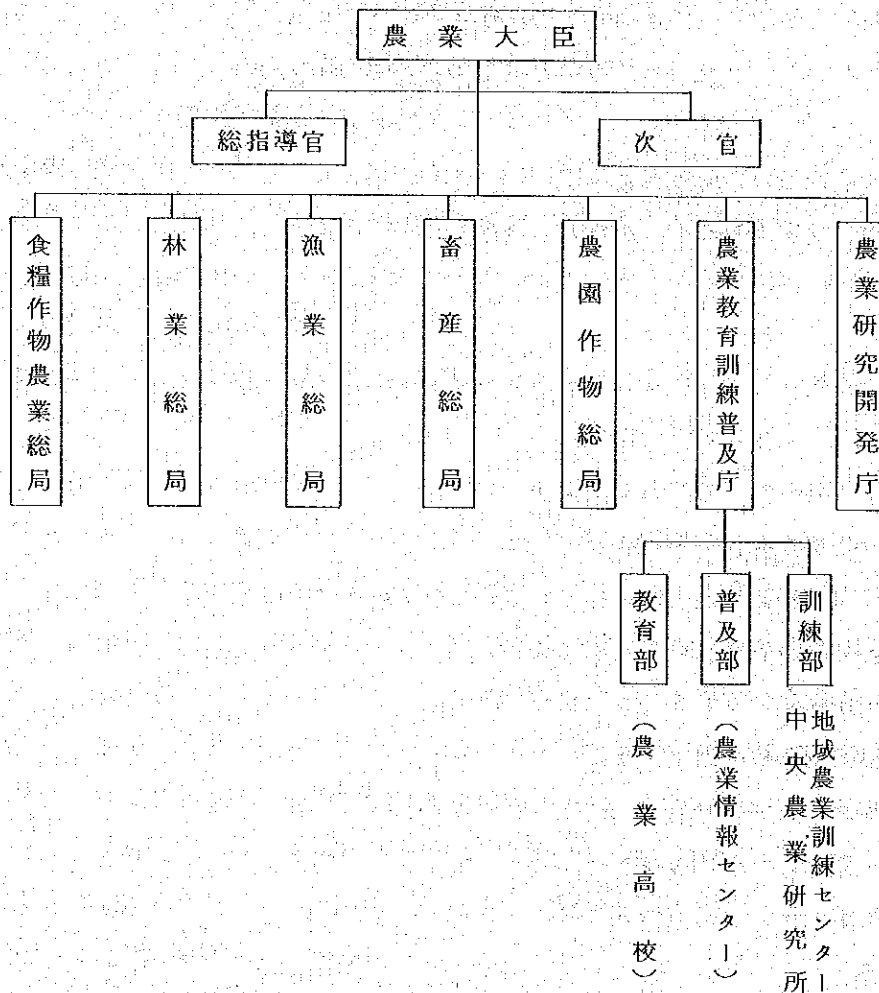 農業大臣
総指導官
次官
食糧作物農業総局
林業総局
漁業総局
畜産総局
農園作物総局
農業教育訓練普及庁
農業研究開発庁
教育部
(農業高校)
普及部
(農業情報センター)
訓練部
地域農業訓練センター
中央農業研究所